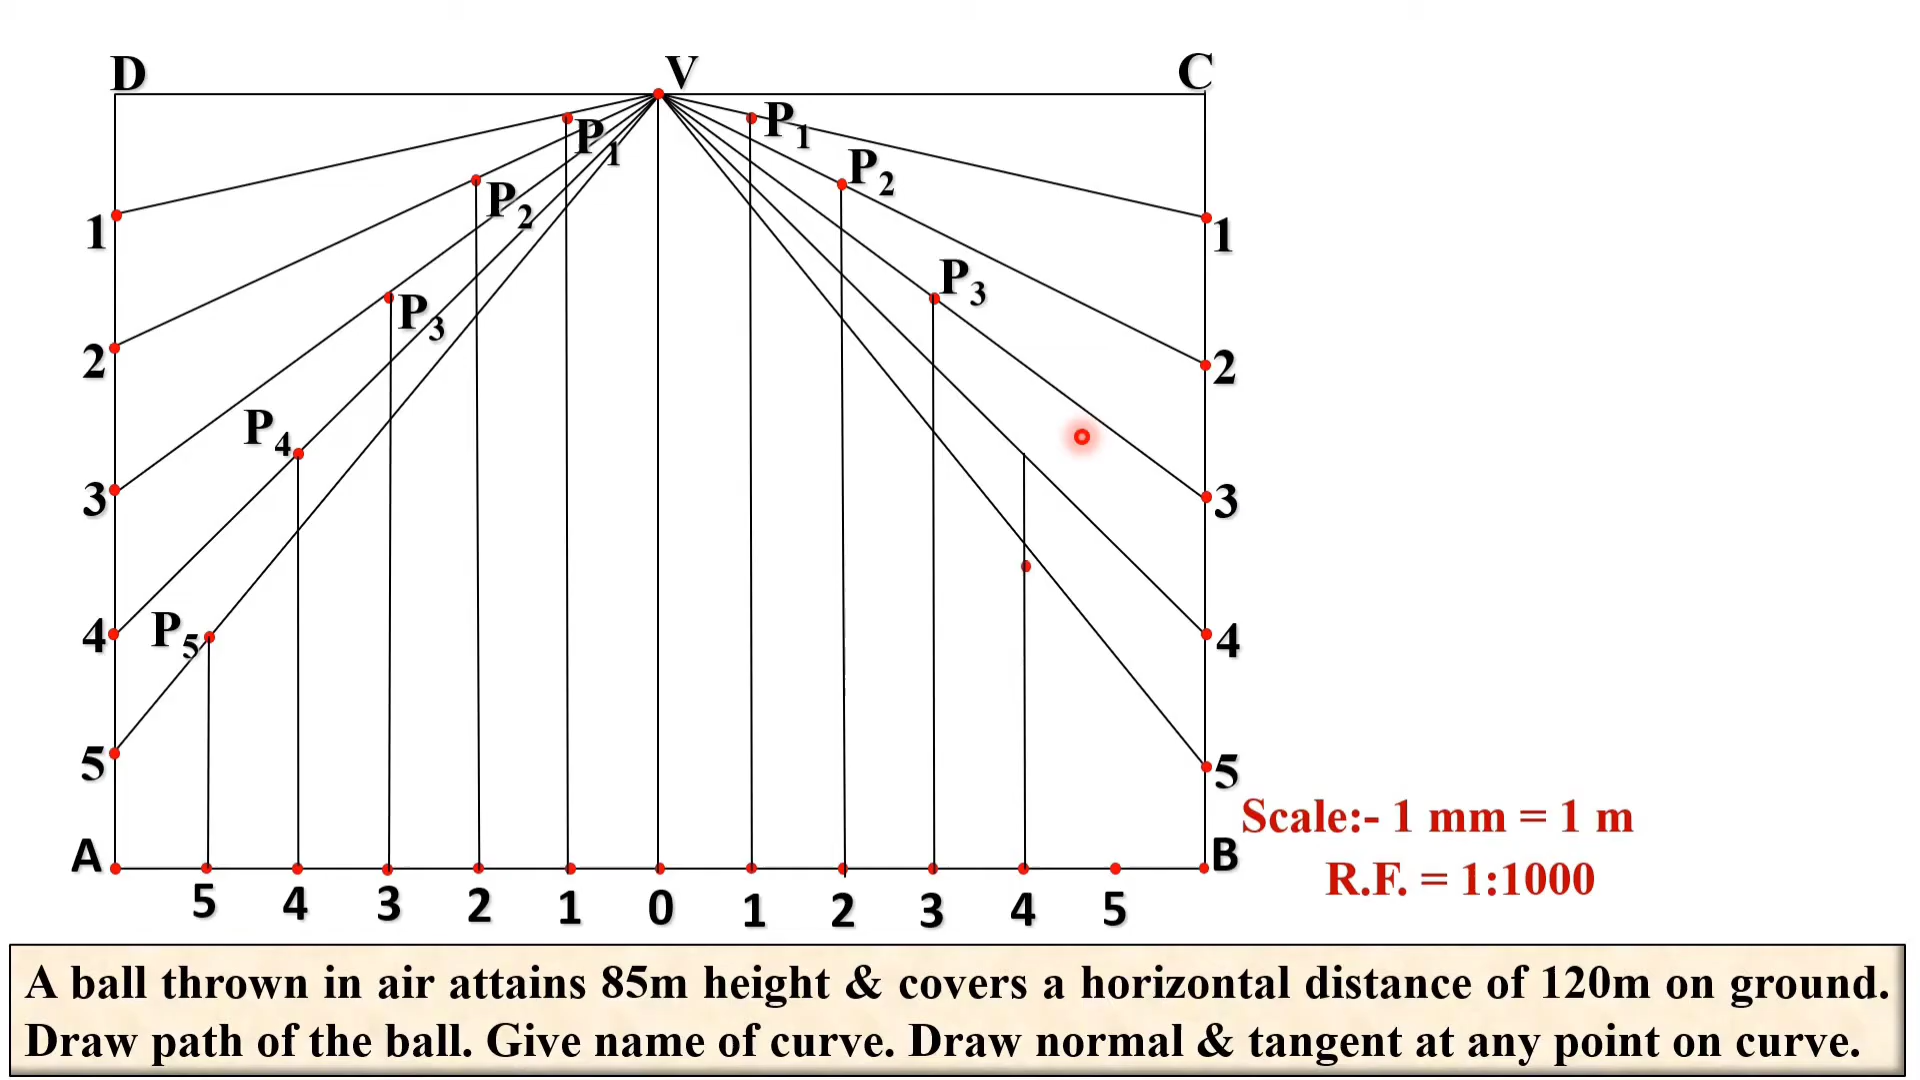 D V C
P1 P1
P2 P2
1 1
P3 P3
2 2
P4
3 3
P5
4 4
5 5
Scale:- 1 mm = 1 m
A B
R.F. = 1:1000
5 4 3 2 1 0 1 2 3 4 5
A ball thrown in air attains 85m height & covers a horizontal distance of 120m on ground.
Draw path of the ball. Give name of curve. Draw normal & tangent at any point on curve.